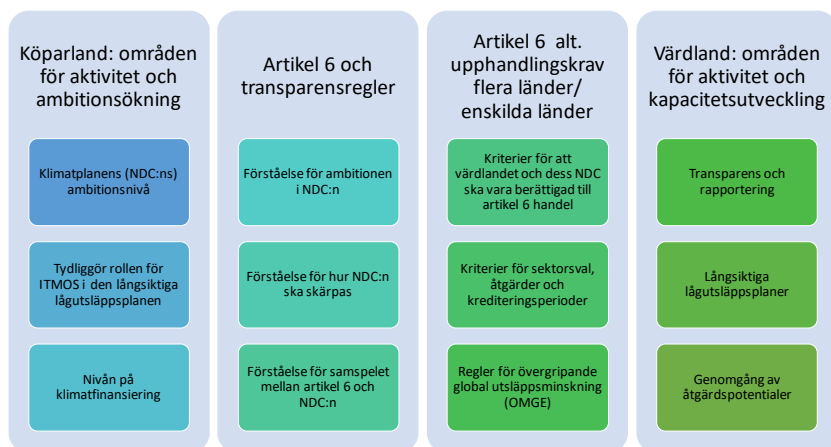 Köparland: områden
för aktivitet och
ambitionsökning
Klimatplanens (NDC:ns)
ambitionsnivå
Tydliggör rollen för
ITMOS i den långsiktiga
lågutsläppsplanen
Nivån på
klimatfinansiering
Artikel 6 och
transparensregler
Förståelse för ambitionen
i NDC:n
Förståelse för hur NDC:n
ska skärpas
Förståelse för samspelet
mellan artikel 6 och
NDC:n
Artikel 6 alt.
upphandlingskrav
flera länder/
enskilda länder
Kriterier för att
värdlandet och dess NDC
ska vara berättigad till
artikel 6 handel
Kriterier för sektorsval,
åtgärder och
krediteringsperioder
Regler för övergripande
global utsläppsminskning
(OMGE)
Värdland: områden
för aktivitet och
kapacitetsutveckling
Transparens och
rapportering
Långsiktiga
lågutsläppsplaner
Genomgång av
åtgärdspotentialer